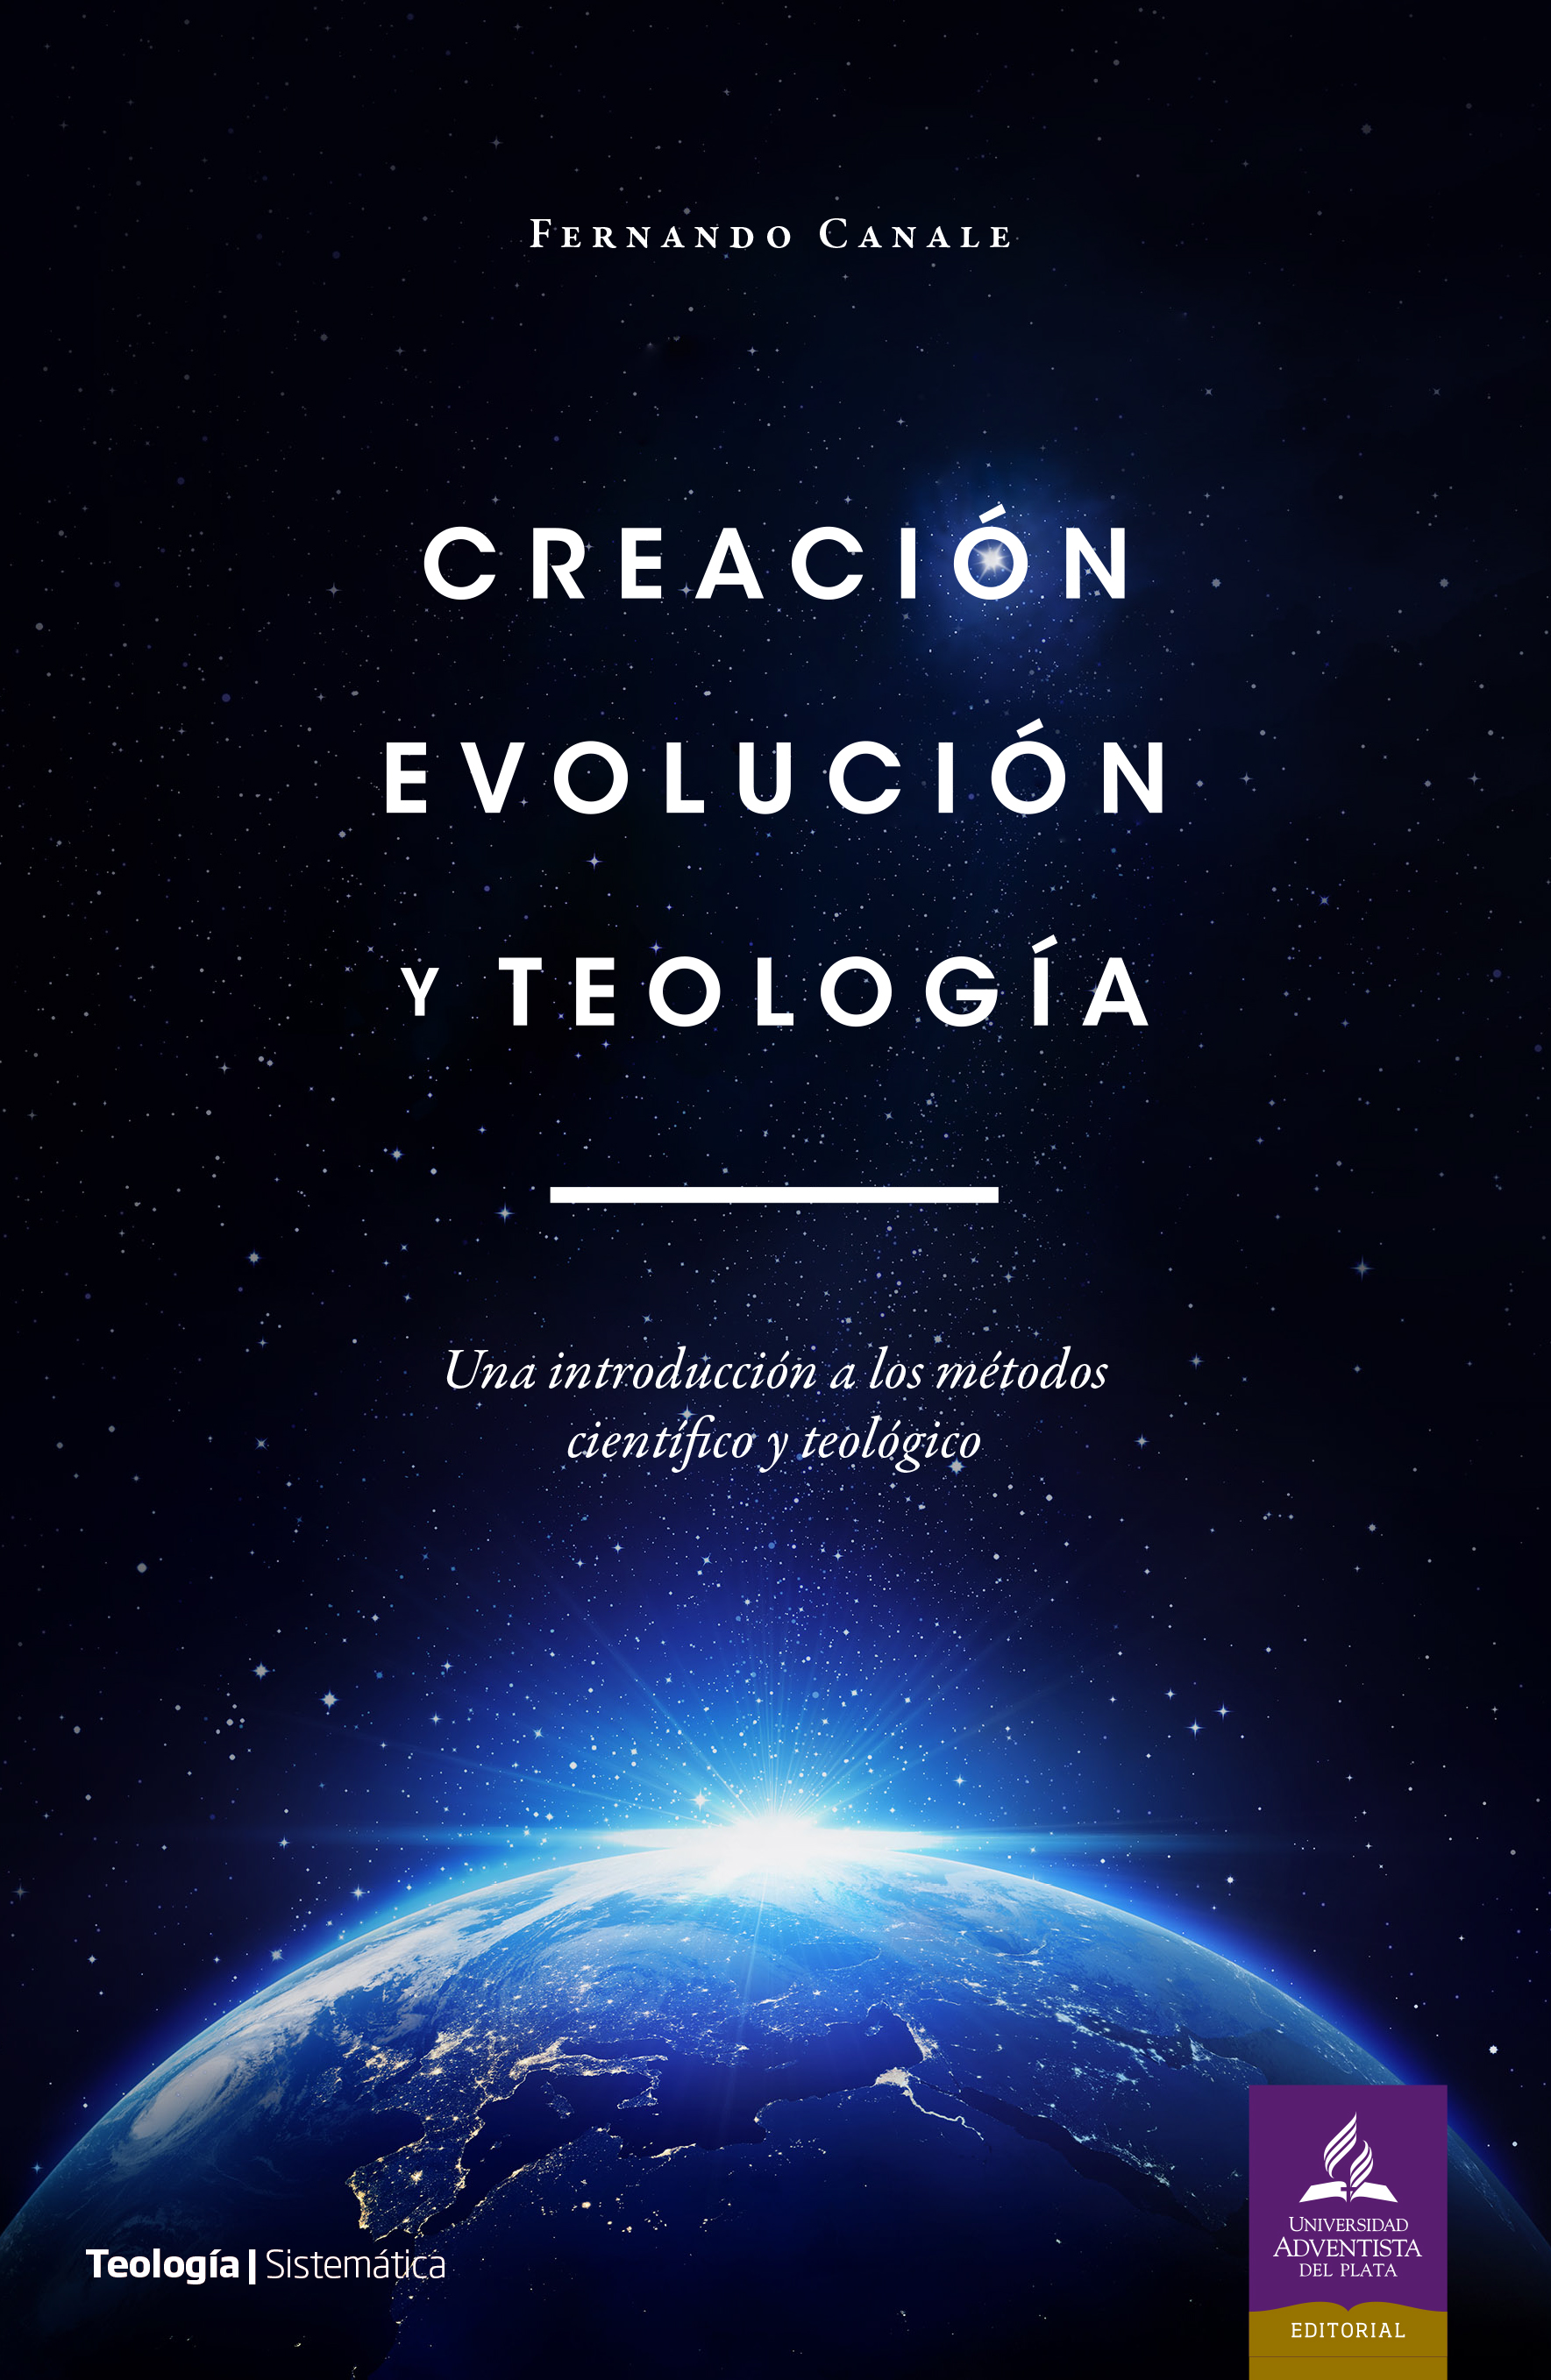 FERNANDO CANALE
CREACIÓN
EVOLUCIÓN
Y TEOLOGÍA
Una introducción a los métodos
científico y teológico
Teología | Sistemática
UNIVERSIDAD
ADVENTISTA
DEL PLATA
EDITORIAL